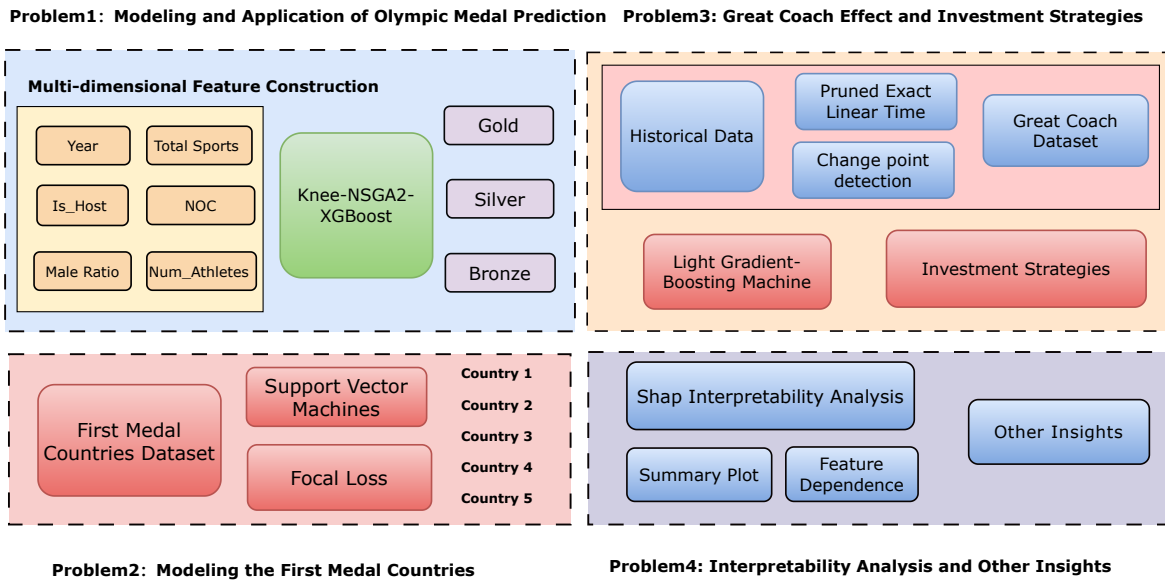 Problem1: Modeling and Application of Olympic Medal Prediction
Multi-dimensional Feature Construction
Year
Total Sports
Is_Host
NOC
Male Ratio
Num_Athletes
Knee-NSGA2-
XGBoost
Gold
Silver
Bronze
Problem3: Great Coach Effect and Investment Strategies
Historical Data
Pruned Exact
Linear Time
Change point
detection
Great Coach
Dataset
Light Gradient-
Boosting Machine
Investment Strategies
First Medal
Countries Dataset
Support Vector
Machines
Focal Loss
Country 1
Country 2
Country 3
Country 4
Country 5
Problem2: Modeling the First Medal Countries
Shap Interpretability Analysis
Summary Plot
Feature
Dependence
Other Insights
Problem4: Interpretability Analysis and Other Insights